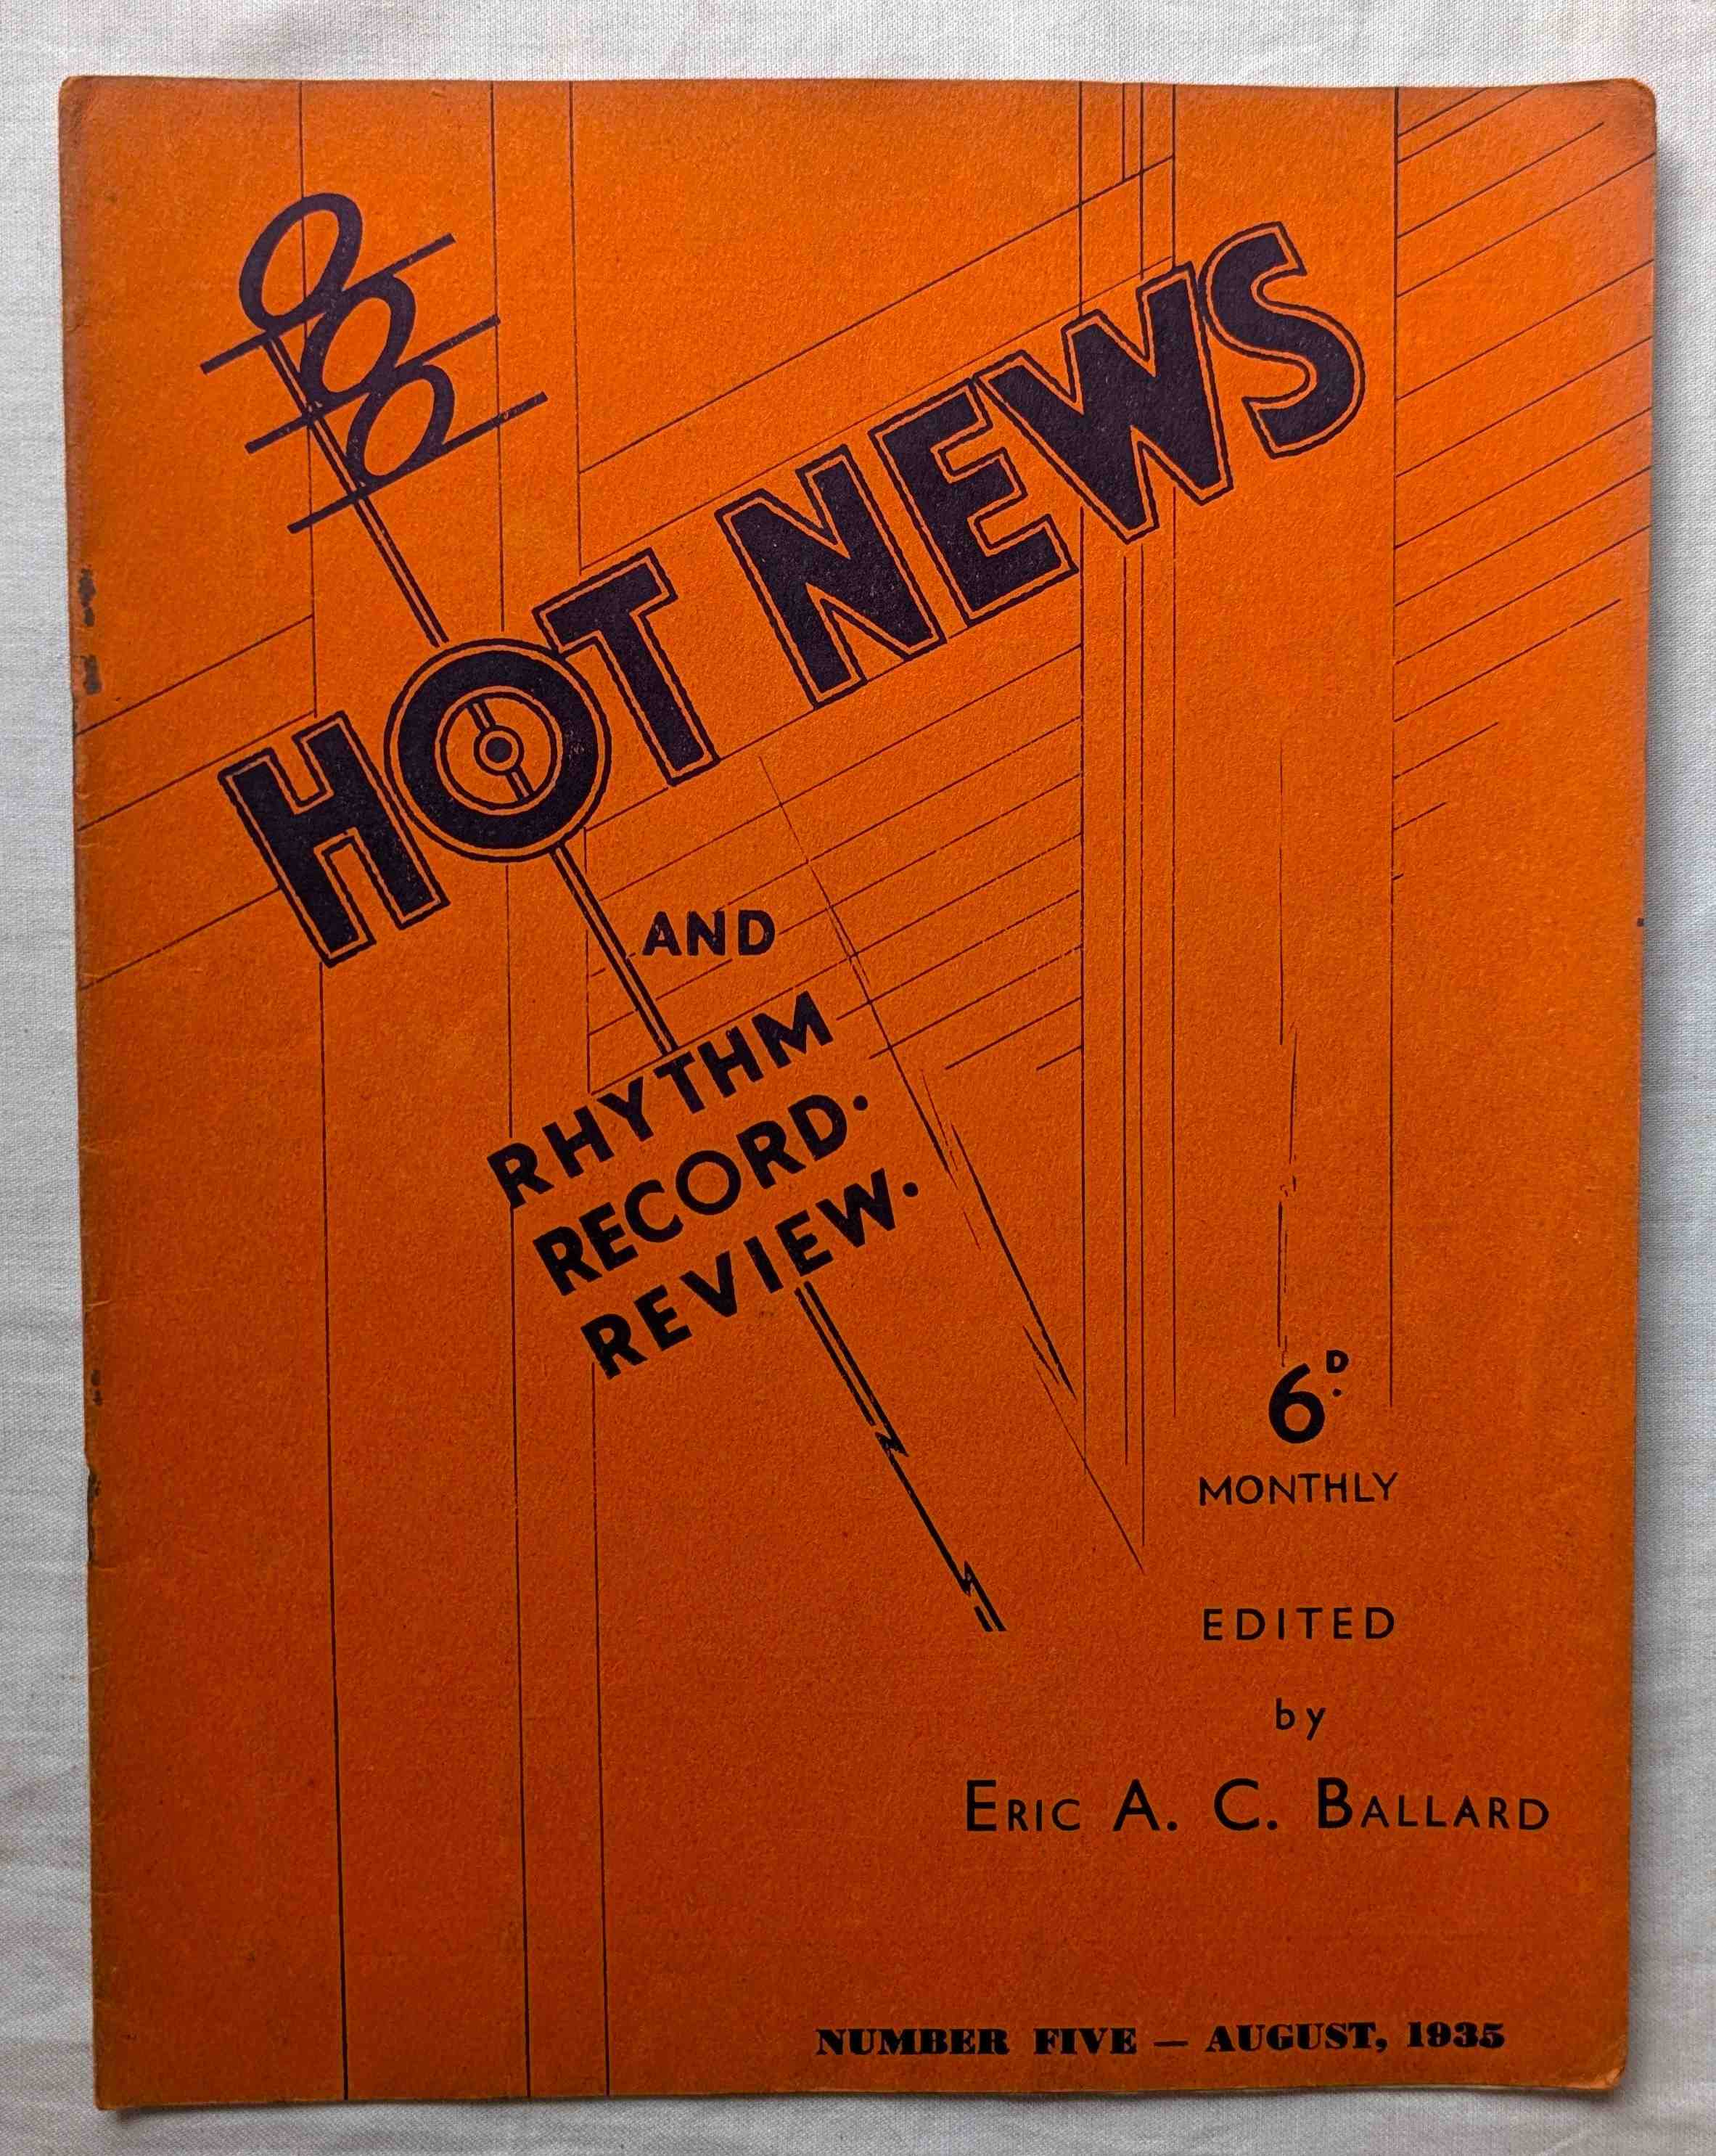 HOT NEWS
AND
RHYTHM
RECORD.
REVIEW.
6D.
MONTHLY
EDITED
by
ERIC A. C. BALLARD
NUMBER FIVE — AUGUST, 1935